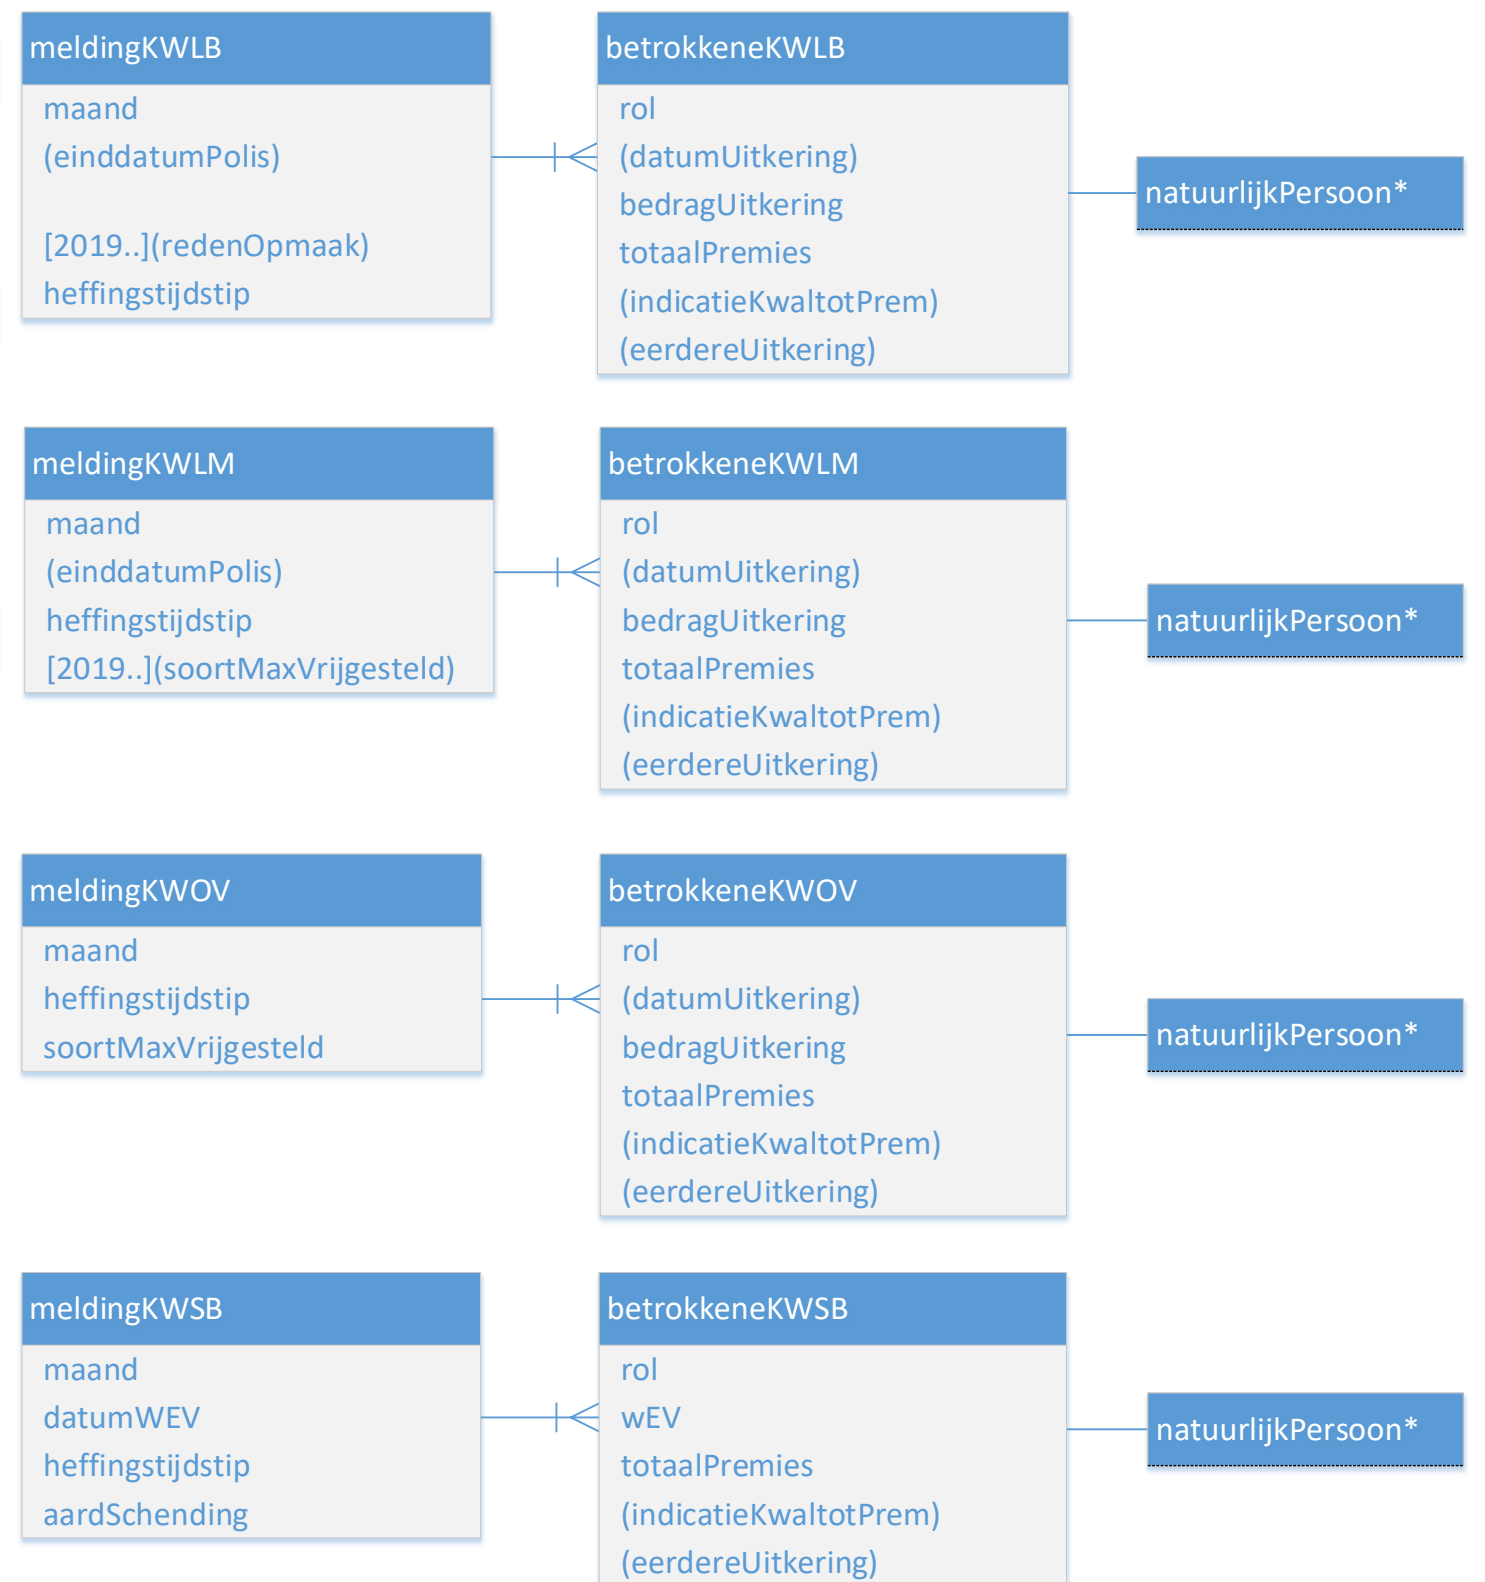 meldingKWLB
maand
(einddatumPolis)
[2019..](redenOpmaak)
heffingstijdstip
betrokkeneKWLB
rol
(datumUitkering)
bedragUitkering
totaalPremies
(indicatieKwaltotPrem)
(eerdereUitkering)
natuurlijkPersoon*
meldingKWLM
maand
(einddatumPolis)
heffingstijdstip
[2019..](soortMaxVrijgesteld)
betrokkeneKWLM
rol
(datumUitkering)
bedragUitkering
totaalPremies
(indicatieKwaltotPrem)
(eerdereUitkering)
natuurlijkPersoon*
meldingKWOV
maand
heffingstijdstip
soortMaxVrijgesteld
betrokkeneKWOV
rol
(datumUitkering)
bedragUitkering
totaalPremies
(indicatieKwaltotPrem)
(eerdereUitkering)
natuurlijkPersoon*
meldingKWSB
maand
datumWEV
heffingstijdstip
aardSchending
betrokkeneKWSB
rol
wEV
totaalPremies
(indicatieKwaltotPrem)
(eerdereUitkering)
natuurlijkPersoon*